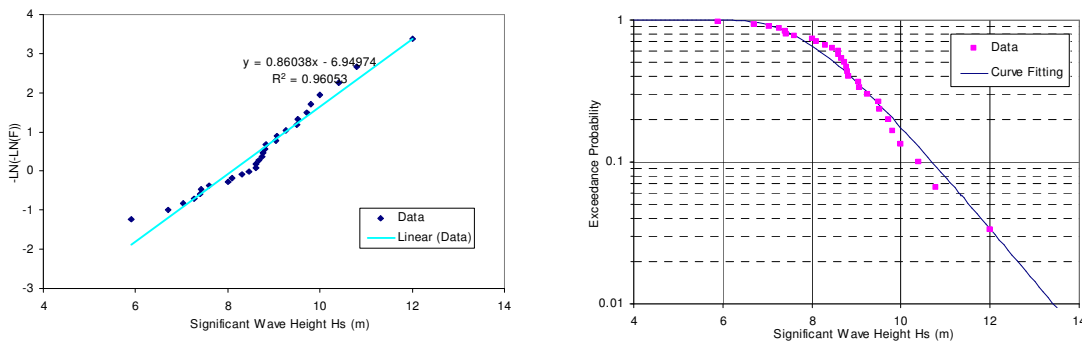 4
3
2
1
0
-1
-2
-3
-LN(-LN(F))
y = 0.86038x - 6.94974
R² = 0.96053
Data
Linear (Data)
4 6 8 10 12 14
Significant Wave Height Hs (m)
1
0.1
0.01
Exceedance Probability
Data
Curve Fitting
4 6 8 10 12 14
Significant Wave Height Hs (m)